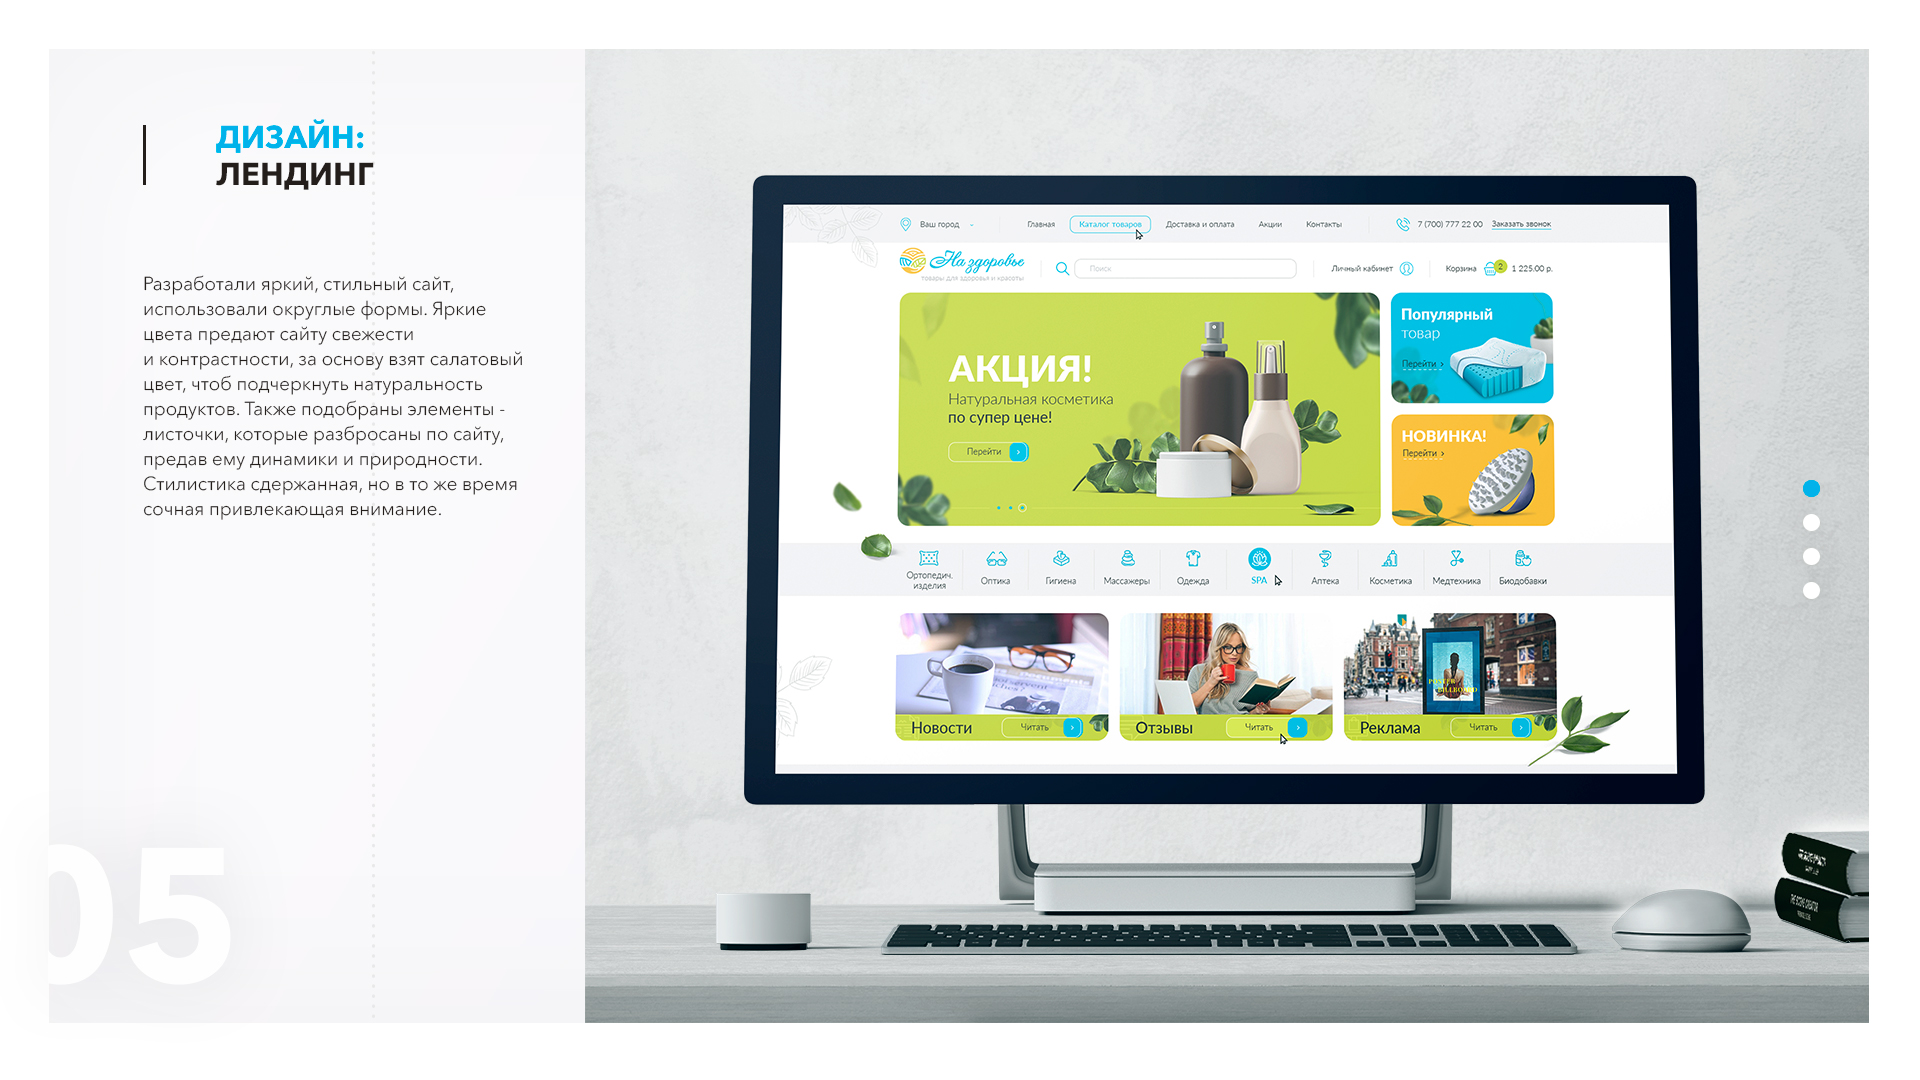 ДИЗАЙН:
ЛЕНДИНГ
Разработали яркий, стильный сайт,
использовали округлые формы. Яркие
цвета предают сайту свежести
и контрастности, за основу взят салатовый
цвет, чтоб подчеркнуть натуральность
продуктов. Также подобраны элементы -
листочки, которые разбросаны по сайту,
предав ему динамики и природности.
Стилистика сдержанная, но в то же время
сочная привлекающая внимание.
05
Ваш город
Главная
Каталог товаров
Доставка и оплата
Акции
Контакты
7 (700) 777 22 00
Заказать звонок
На здоровье
товары для здоровья и красоты
Поиск
Личный кабинет
Корзина
2
1 225.00 р.
АКЦИЯ!
Натуральная косметика
по супер цене!
Перейти
Популярный
товар
Перейти
НОВИНКА!
Перейти
Ортопедич.
изделия
Оптика
Гигиена
Массажеры
Одежда
SPA
Аптека
Косметика
Медтехника
Биодобавки
Новости
Читать
Отзывы
Читать
Реклама
Читать